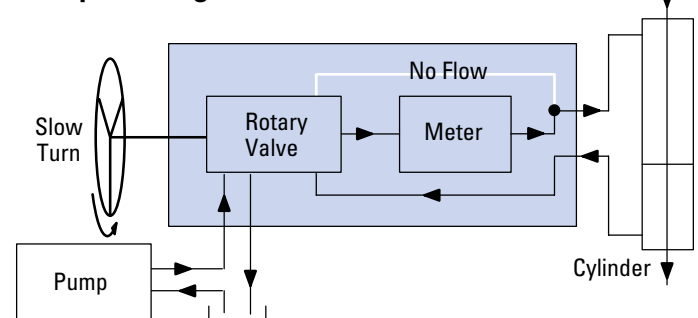 No Flow
Slow
Turn
Rotary
Valve
Meter
Pump
Cylinder